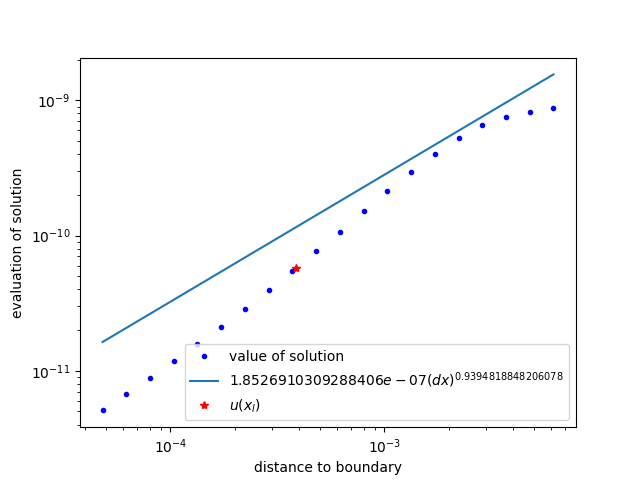 10⁻⁹
10⁻¹⁰
10⁻¹¹
evaluation of solution
value of solution
1.8526910309288406e − 07(dx)^0.9394818848206078
u(x_l)
10⁻⁴
10⁻³
distance to boundary